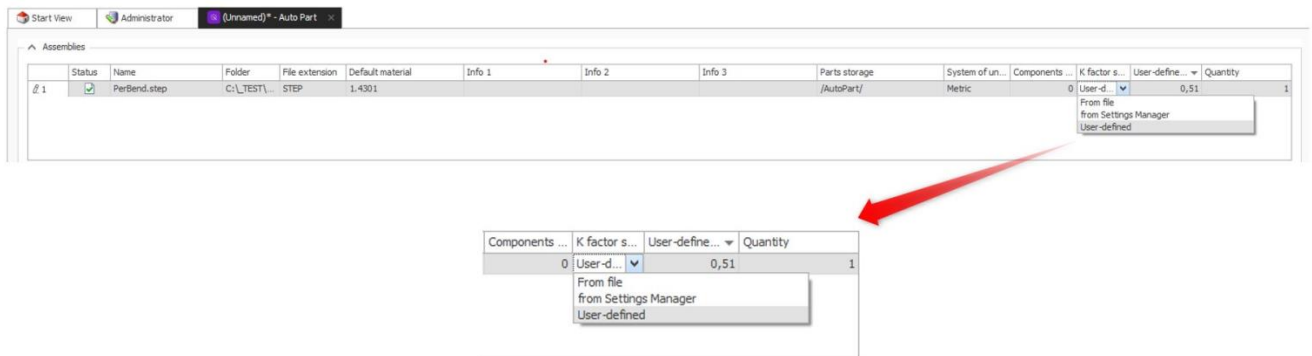 Start View Administrator (Unnamed)* - Auto Part
Assemblies
Status Name Folder File extension Default material Info 1 Info 2 Info 3 Parts storage System of un... Components ... K factor s... User-define... Quantity
1 PerBend.step C:\_TEST\... STEP 1.4301 /AutoPart/ Metric 0 User-d... 0,51 1
From file
from Settings Manager
User-defined
Components ... K factor s... User-define... Quantity
0 User-d... 0,51 1
From file
from Settings Manager
User-defined